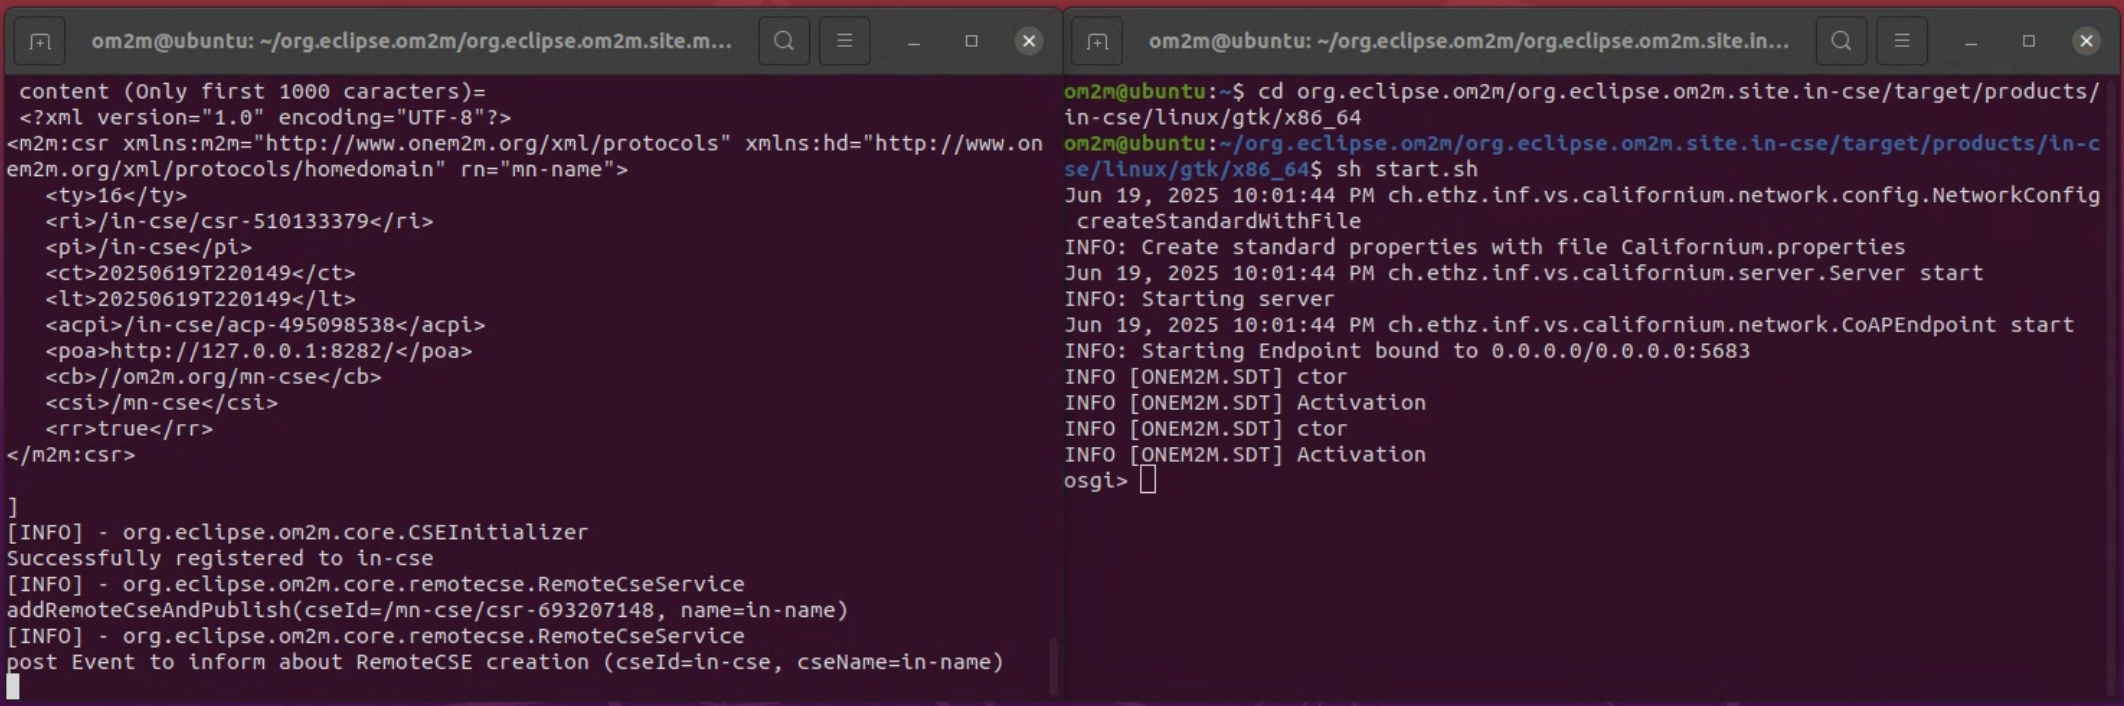 om2m@ubuntu: ~/org.eclipse.om2m/org.eclipse.om2m.site.m...
content (Only first 1000 caracters)=
<?xml version="1.0" encoding="UTF-8"?>
<m2m:csr xmlns:m2m="http://www.onem2m.org/xml/protocols" xmlns:hd="http://www.on
em2m.org/xml/protocols/homedomain" rn="mn-name">
<ty>16</ty>
<ri>/in-cse/csr-510133379</ri>
<pi>/in-cse</pi>
<ct>20250619T220149</ct>
<lt>20250619T220149</lt>
<acpi>/in-cse/acp-495098538</acpi>
<poa>http://127.0.0.1:8282/</poa>
<cb>//om2m.org/mn-cse</cb>
<csi>/mn-cse</csi>
<rr>true</rr>
</m2m:csr>
]
[INFO] - org.eclipse.om2m.core.CSEInitializer
Successfully registered to in-cse
[INFO] - org.eclipse.om2m.core.remotecse.RemoteCseService
addRemoteCseAndPublish(cseId=/mn-cse/csr-693207148, name=in-name)
[INFO] - org.eclipse.om2m.core.remotecse.RemoteCseService
post Event to inform about RemoteCSE creation (cseId=in-cse, cseName=in-name)
om2m@ubuntu: ~/org.eclipse.om2m/org.eclipse.om2m.site.in...
om2m@ubuntu:~$ cd org.eclipse.om2m/org.eclipse.om2m.site.in-cse/target/products/
in-cse/linux/gtk/x86_64
om2m@ubuntu:~/org.eclipse.om2m/org.eclipse.om2m.site.in-cse/target/products/in-c
se/linux/gtk/x86_64$ sh start.sh
Jun 19, 2025 10:01:44 PM ch.ethz.inf.vs.californium.network.config.NetworkConfig
createStandardWithFile
INFO: Create standard properties with file Californium.properties
Jun 19, 2025 10:01:44 PM ch.ethz.inf.vs.californium.server.Server start
INFO: Starting server
Jun 19, 2025 10:01:44 PM ch.ethz.inf.vs.californium.network.CoAPEndpoint start
INFO: Starting Endpoint bound to 0.0.0.0/0.0.0.0:5683
INFO [ONEM2M.SDT] ctor
INFO [ONEM2M.SDT] Activation
INFO [ONEM2M.SDT] ctor
INFO [ONEM2M.SDT] Activation
osgi>